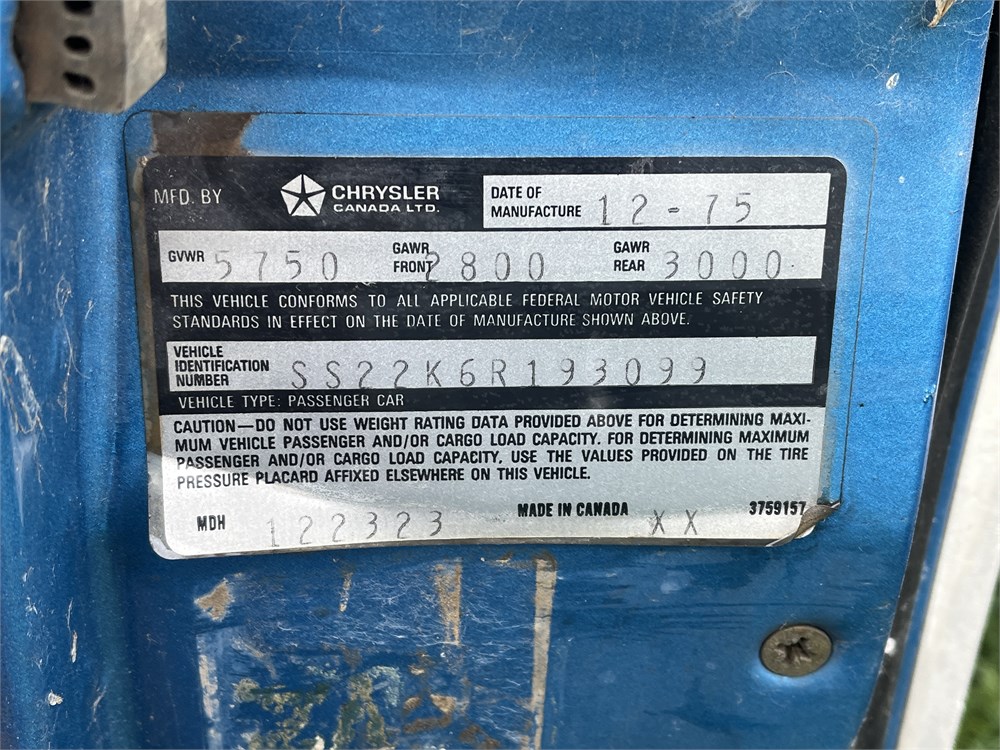 MFD. BY CHRYSLER CANADA LTD. DATE OF MANUFACTURE 12-75
GVWR 5750 GAWR FRONT 2800 GAWR REAR 3000
THIS VEHICLE CONFORMS TO ALL APPLICABLE FEDERAL MOTOR VEHICLE SAFETY
STANDARDS IN EFFECT ON THE DATE OF MANUFACTURE SHOWN ABOVE.
VEHICLE IDENTIFICATION NUMBER SS22K6R193099
VEHICLE TYPE: PASSENGER CAR
CAUTION—DO NOT USE WEIGHT RATING DATA PROVIDED ABOVE FOR DETERMINING MAXI-
MUM VEHICLE PASSENGER AND/OR CARGO LOAD CAPACITY. FOR DETERMINING MAXIMUM
PASSENGER AND/OR CARGO LOAD CAPACITY, USE THE VALUES PROVIDED ON THE TIRE
PRESSURE PLACARD AFFIXED ELSEWHERE ON THIS VEHICLE.
MDH 122323 MADE IN CANADA XX 3759157